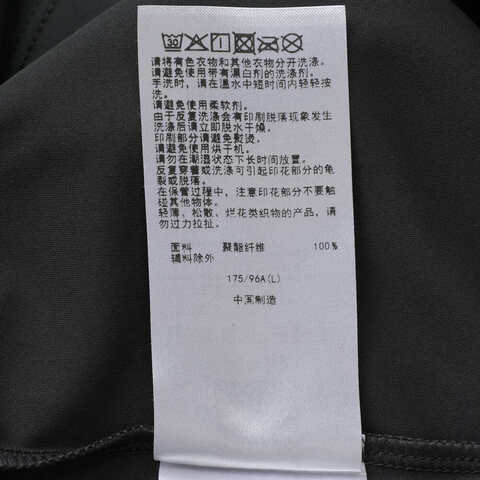 30
请将有色衣物和其他衣物分开洗涤。
请避免使用带有漂白剂的洗涤剂。
手洗时，请在温水中短时间内轻轻按
洗。
请避免使用柔软剂。
由于反复洗涤会有印刷脱落现象发生
洗涤后请立即脱水干燥。
印刷部分请避免熨烫。
请避免使用烘干机。
请勿在潮湿状态下长时间放置。
反复穿着或洗涤可引起印花部分的龟
裂或脱落。
在保管过程中，注意印花部分不要触
碰其他物体。
轻薄、松散、烂花类织物的产品，请
勿过力拉扯。
面料 聚酯纤维 100%
辅料除外
175/96A(L)
中国制造